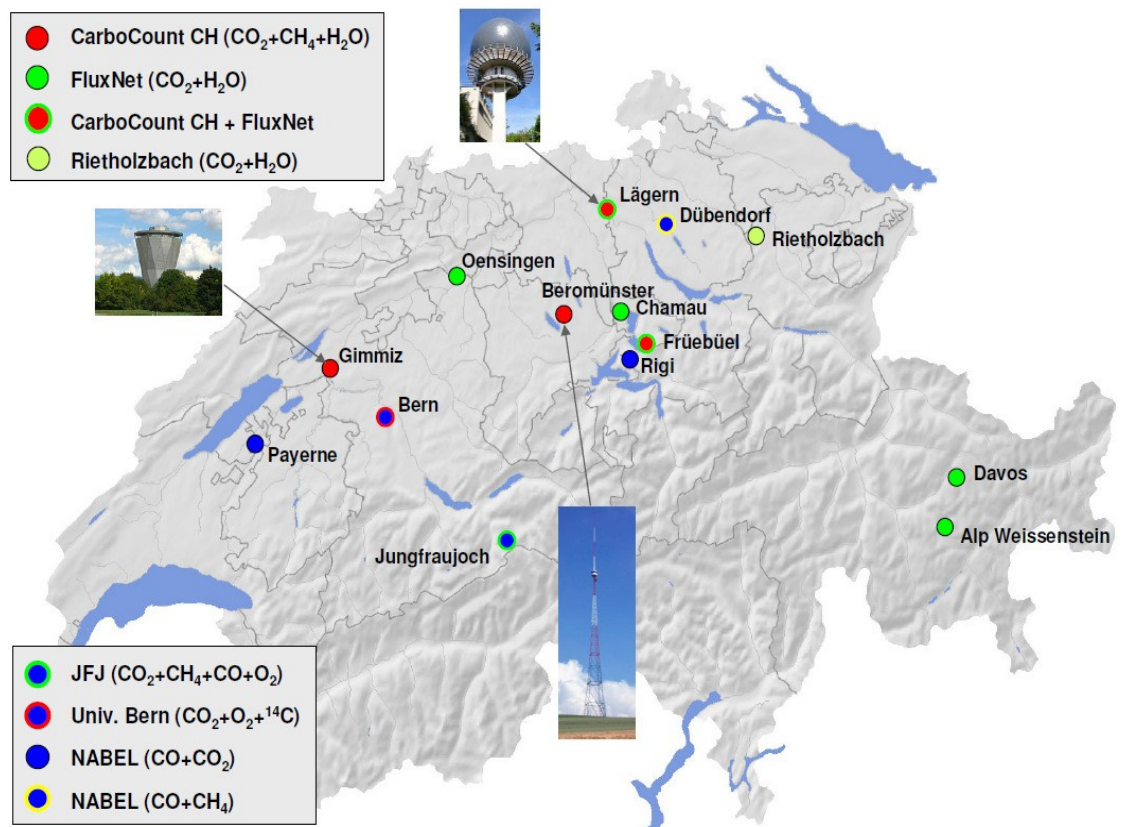 CarboCount CH (CO₂+CH₄+H₂O)
FluxNet (CO₂+H₂O)
CarboCount CH + FluxNet
Rietholzbach (CO₂+H₂O)
Lägern
Dübendorf
Rietholzbach
Oensingen
Beromünster
Chamau
Früebüel
Gimmiz
Rigi
Bern
Payerne
Davos
Alp Weissenstein
Jungfraujoch
JFJ (CO₂+CH₄+CO+O₂)
Univ. Bern (CO₂+O₂+¹⁴C)
NABEL (CO+CO₂)
NABEL (CO+CH₄)